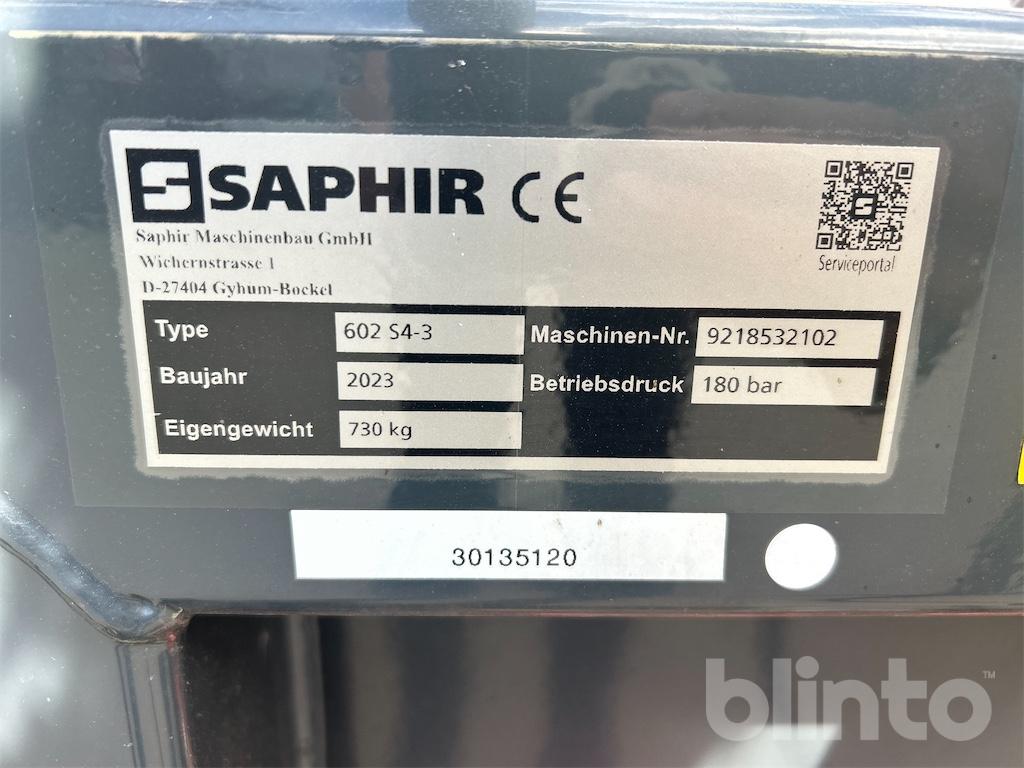 SAPHIR CE
Saphir Maschinenbau GmbH
Wichernstrasse 1
D-27404 Gyhum-Bockel
Serviceportal
Type 602 S4-3 Maschinen-Nr. 9218532102
Baujahr 2023 Betriebsdruck 180 bar
Eigengewicht 730 kg
30135120
blinto™